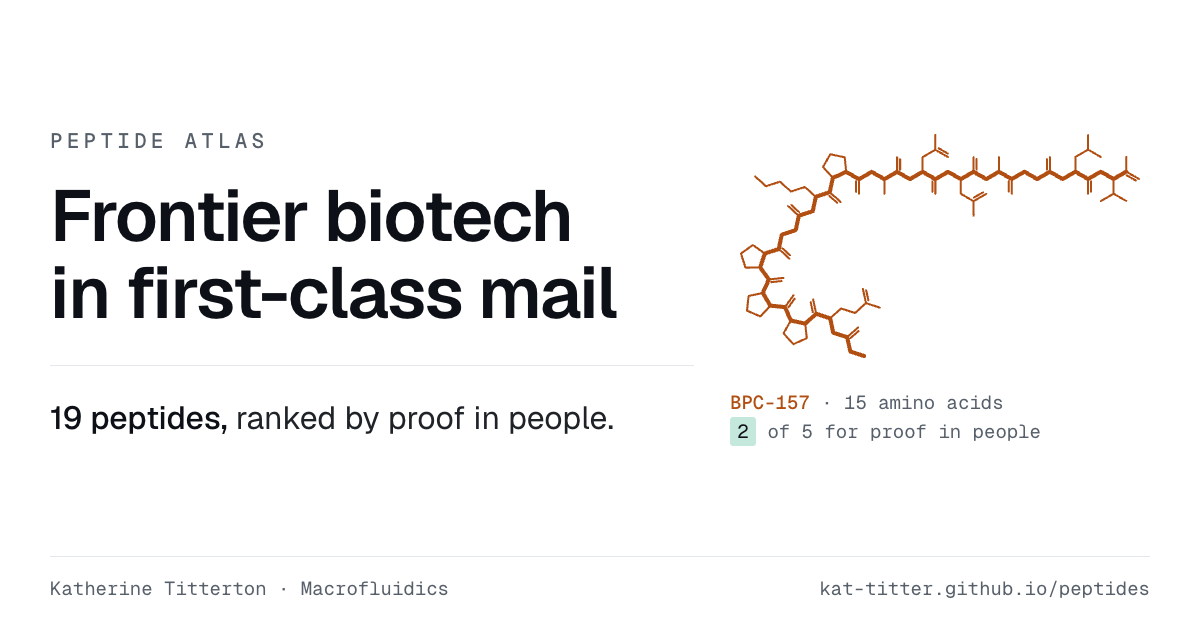 PEPTIDE ATLAS
Frontier biotech
in first-class mail
19 peptides, ranked by proof in people.
BPC-157 · 15 amino acids
2 of 5 for proof in people
Katherine Titterton · Macrofluidics
kat-titter.github.io/peptides